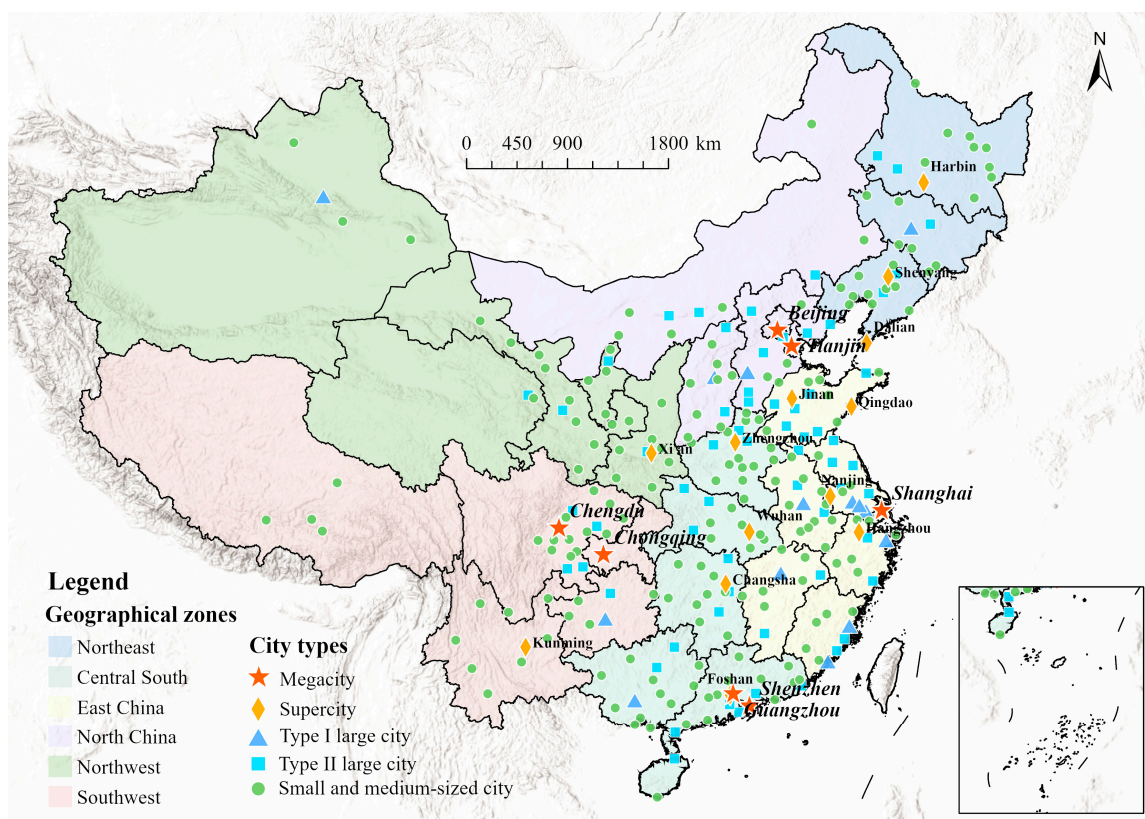 N
0 450 900 1800 km
Harbin
Shenyang
Beijing
Dalian
Tianjin
Jinan
Qingdao
Zhengzhou
Xi'an
Nanjing
Shanghai
Chengdu
Wuhan
Hangzhou
Chongqing
Changsha
Kunming
Foshan
Shenzhen
Guangzhou
Legend
Geographical zones
Northeast
Central South
East China
North China
Northwest
Southwest
City types
Megacity
Supercity
Type I large city
Type II large city
Small and medium-sized city